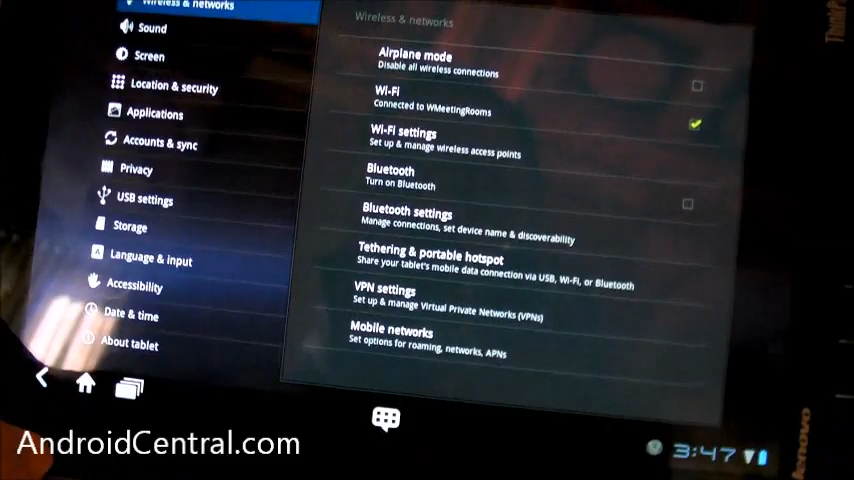 Wireless & networks
Sound
Screen
Location & security
Applications
Accounts & sync
Privacy
USB settings
Storage
Language & input
Accessibility
Date & time
About tablet
Wireless & networks
Airplane mode
Disable all wireless connections
Wi-Fi
Connected to WMeetingRooms
Wi-Fi settings
Set up & manage wireless access points
Bluetooth
Turn on Bluetooth
Bluetooth settings
Manage connections, set device name & discoverability
Tethering & portable hotspot
Share your tablet's mobile data connection via USB, Wi-Fi, or Bluetooth
VPN settings
Set up & manage Virtual Private Networks (VPNs)
Mobile networks
Set options for roaming, networks, APNs
3:47
lenovo
AndroidCentral.com